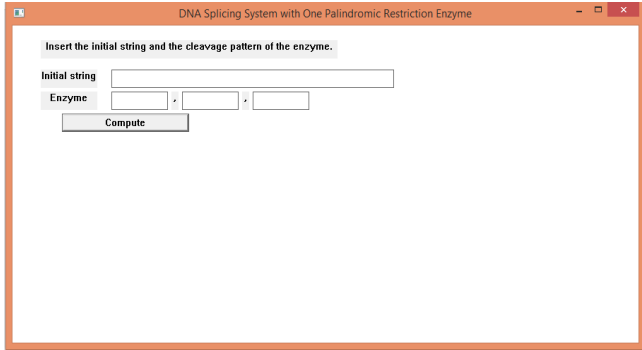 DNA Splicing System with One Palindromic Restriction Enzyme
Insert the initial string and the cleavage pattern of the enzyme.
Initial string
Enzyme , ,
Compute